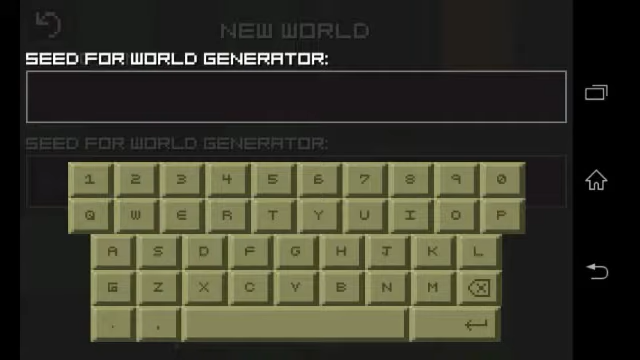 NEW WORLD
SEED FOR WORLD GENERATOR:
SEED FOR WORLD GENERATOR:
1 2 3 4 5 6 7 8 9 0
Q W E R T Y U I O P
A S D F G H J K L
G Z X C V B N M
. ,